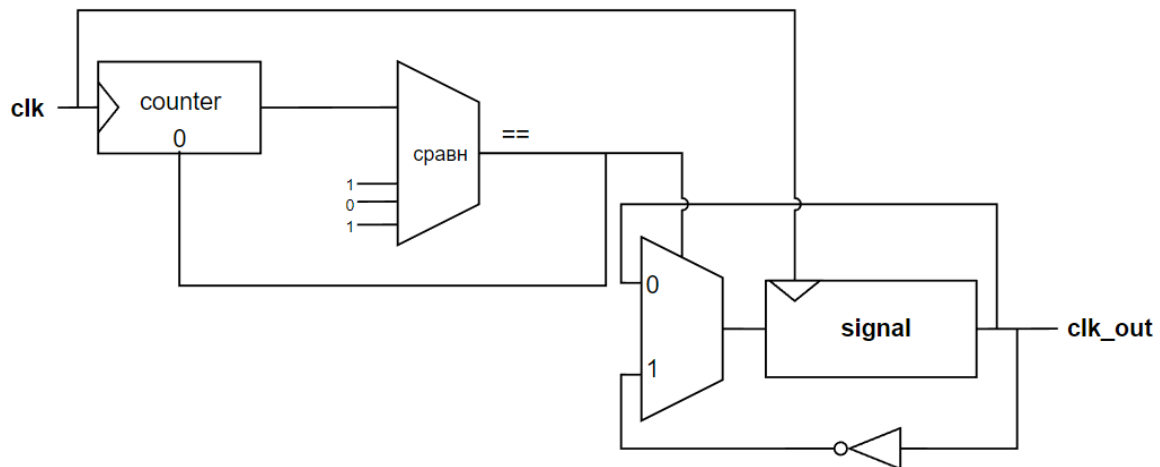 clk
counter
0
сравн
==
1
0
1
0
1
signal
clk_out